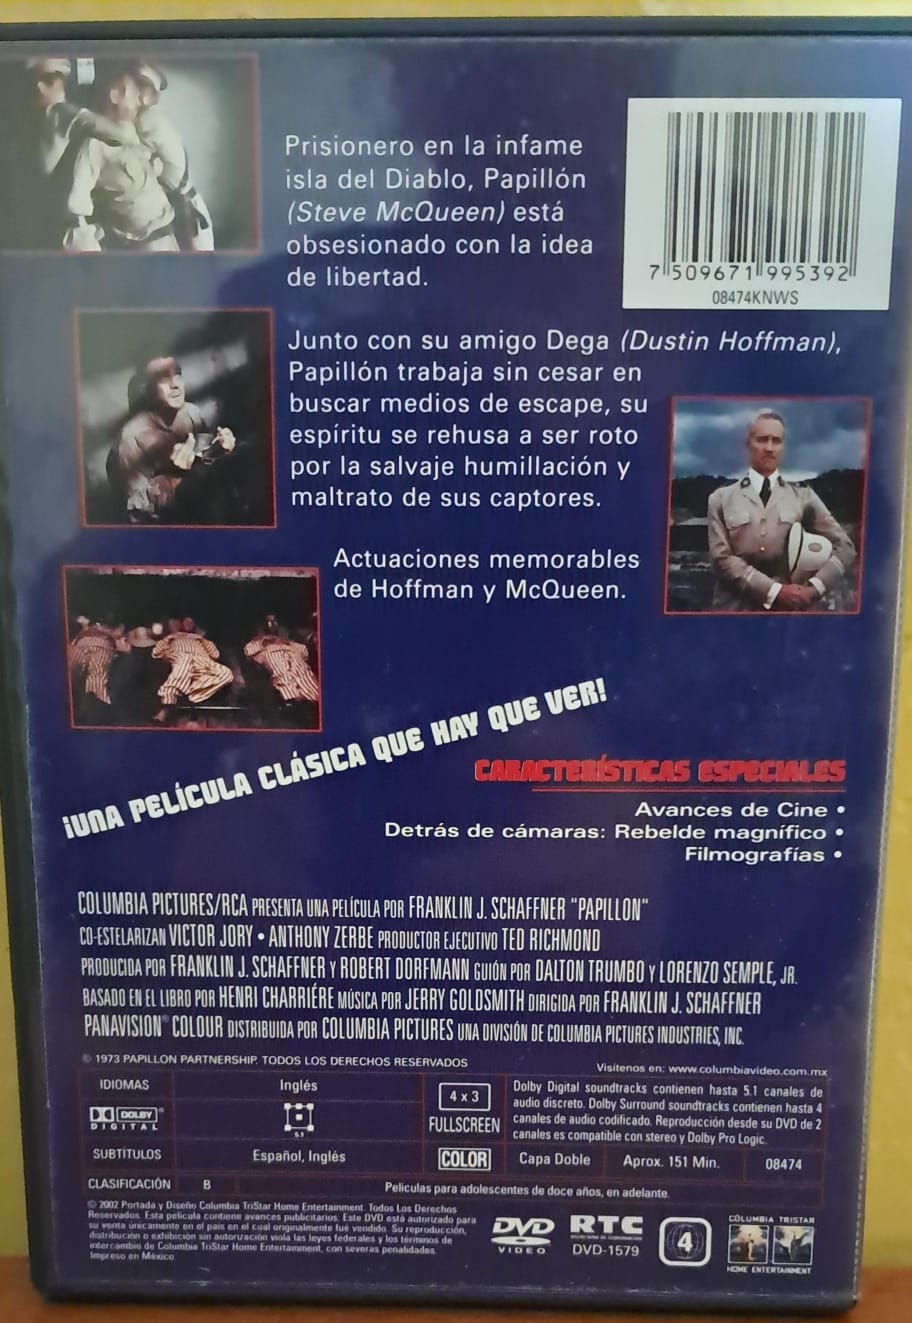 Prisionero en la infame
isla del Diablo, Papillón
(Steve McQueen) está
obsesionado con la idea
de libertad.
7 509671 995392
08474KNWS
Junto con su amigo Dega (Dustin Hoffman),
Papillón trabaja sin cesar en
buscar medios de escape, su
espíritu se rehusa a ser roto
por la salvaje humillación y
maltrato de sus captores.
Actuaciones memorables
de Hoffman y McQueen.
¡UNA PELÍCULA CLÁSICA QUE HAY QUE VER!
CARACTERÍSTICAS ESPECIALES
Avances de Cine •
Detrás de cámaras: Rebelde magnífico •
Filmografías •
COLUMBIA PICTURES/RCA PRESENTA UNA PELÍCULA POR FRANKLIN J. SCHAFFNER "PAPILLON"
CO-ESTELARIZAN VICTOR JORY • ANTHONY ZERBE PRODUCTOR EJECUTIVO TED RICHMOND
PRODUCIDA POR FRANKLIN J. SCHAFFNER Y ROBERT DORFMANN GUIÓN POR DALTON TRUMBO Y LORENZO SEMPLE, JR.
BASADO EN EL LIBRO POR HENRI CHARRIÉRE MÚSICA POR JERRY GOLDSMITH DIRIGIDA POR FRANKLIN J. SCHAFFNER
PANAVISION® COLOUR DISTRIBUIDA POR COLUMBIA PICTURES UNA DIVISIÓN DE COLUMBIA PICTURES INDUSTRIES, INC.
© 1973 PAPILLON PARTNERSHIP. TODOS LOS DERECHOS RESERVADOS
Visítenos en: www.columbiavideo.com.mx
IDIOMAS
Inglés
DOLBY
DIGITAL
5.1
4 x 3
FULLSCREEN
Dolby Digital soundtracks contienen hasta 5.1 canales de
audio discreto. Dolby Surround soundtracks contienen hasta 4
canales de audio codificado. Reproducción desde su DVD de 2
canales es compatible con stereo y Dolby Pro Logic.
SUBTÍTULOS
Español, Inglés
COLOR
Capa Doble
Aprox. 151 Min.
08474
CLASIFICACIÓN
B
Películas para adolescentes de doce años, en adelante.
© 2002 Portada y Diseño Columbia TriStar Home Entertainment. Todos Los Derechos
Reservados. Esta película contiene avances publicitarios. Este DVD está autorizado para
su venta únicamente en el país en el cual originalmente fué vendido. Su reproducción,
distribución o exhibición sin autorización viola las leyes federales y los términos de
intercambio de Columbia TriStar Home Entertainment, con severas penalidades.
Impreso en México
DVD
VIDEO
RTC
DVD-1579
4
COLUMBIA TRISTAR
HOME ENTERTAINMENT